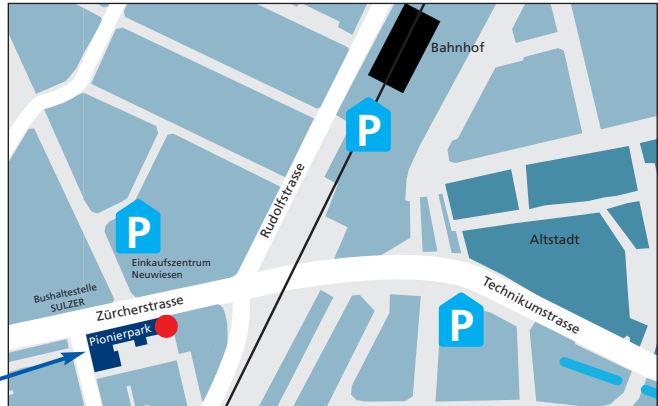 Bahnhof
P
Rudolfstrasse
P
Einkaufszentrum
Neuwiesen
Altstadt
Bushaltestelle
SULZER
Zürcherstrasse
Technikumstrasse
Pionierpark
P